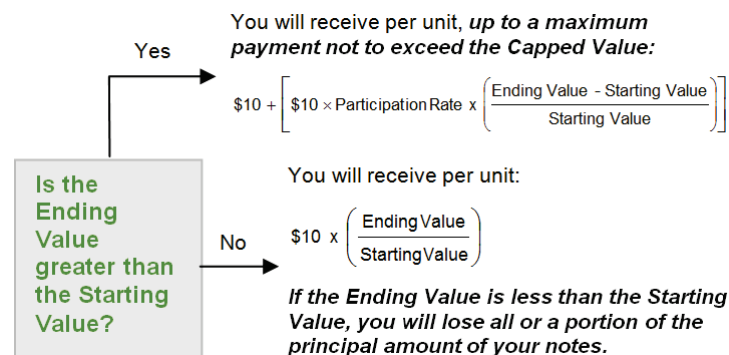 You will receive per unit, up to a maximum
payment not to exceed the Capped Value:
Yes
$10 + [ $10 × Participation Rate x ( Ending Value - Starting Value / Starting Value ) ]
Is the
Ending
Value
greater than
the Starting
Value?
No
You will receive per unit:
$10 x ( Ending Value / Starting Value )
If the Ending Value is less than the Starting
Value, you will lose all or a portion of the
principal amount of your notes.